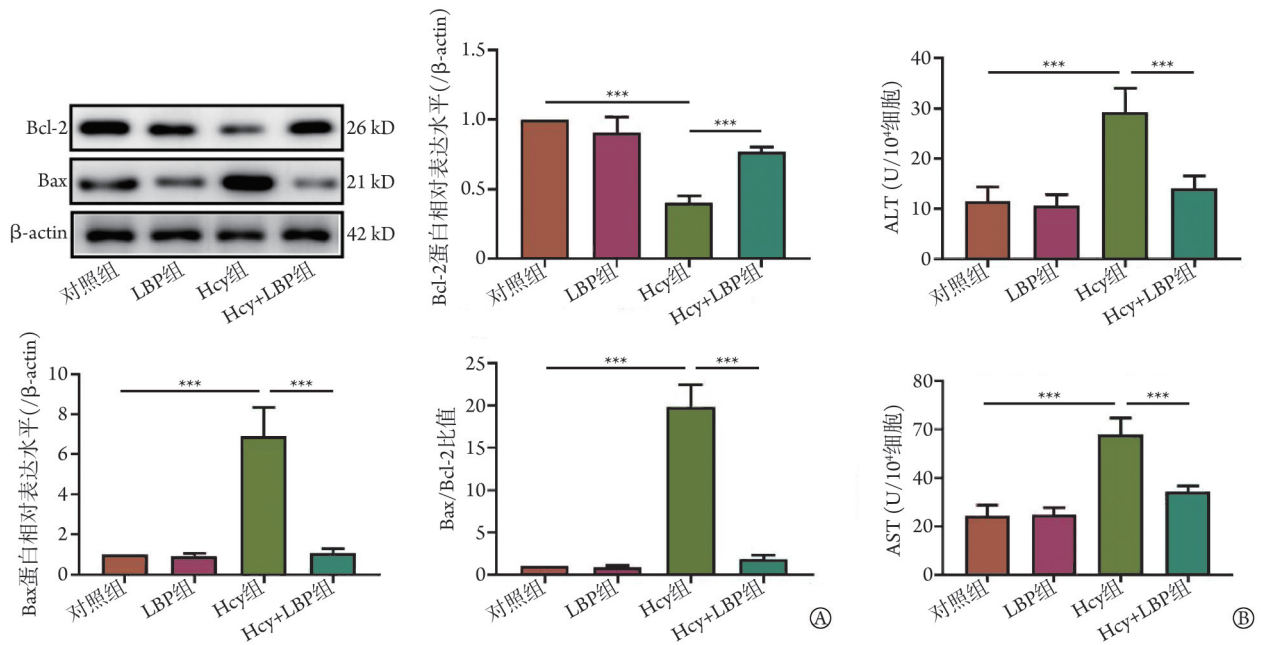 Bcl-2
26 kD
Bax
21 kD
β-actin
42 kD
对照组
LBP组
Hcy组
Hcy+LBP组
Bcl-2蛋白相对表达水平(/β-actin)
1.5
1.0
0.5
0
***
***
对照组
LBP组
Hcy组
Hcy+LBP组
ALT (U/10⁴细胞)
40
30
20
10
0
***
***
对照组
LBP组
Hcy组
Hcy+LBP组
Bax蛋白相对表达水平(/β-actin)
10
8
6
4
2
0
***
***
对照组
LBP组
Hcy组
Hcy+LBP组
Bax/Bcl-2比值
25
20
15
10
5
0
***
***
对照组
LBP组
Hcy组
Hcy+LBP组
Ⓐ
AST (U/10⁴细胞)
80
70
40
20
0
***
***
对照组
LBP组
Hcy组
Hcy+LBP组
Ⓑ